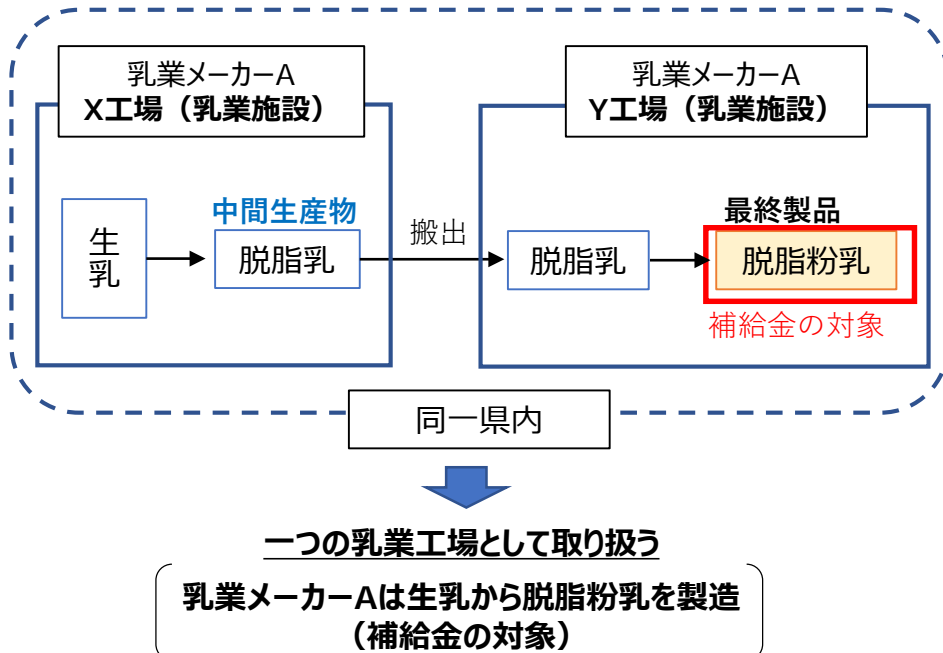 乳業メーカーA
X工場（乳業施設）
乳業メーカーA
Y工場（乳業施設）
生乳
中間生産物
脱脂乳
搬出
脱脂乳
最終製品
脱脂粉乳
補給金の対象
同一県内
一つの乳業工場として取り扱う
乳業メーカーAは生乳から脱脂粉乳を製造
（補給金の対象）